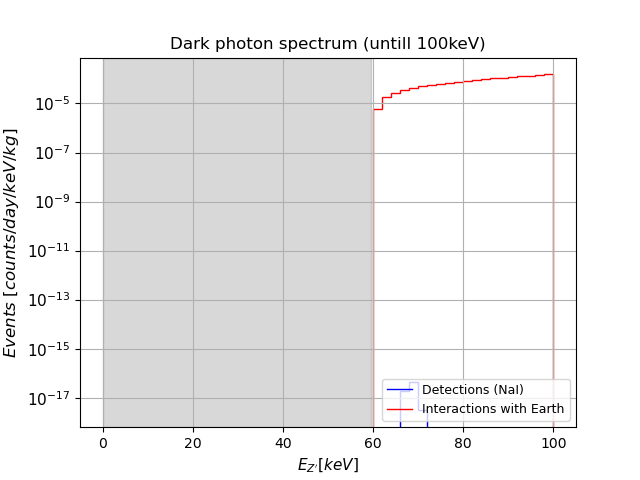 Dark photon spectrum (untill 100keV)
Events [counts/day/keV/kg]
10⁻⁵
10⁻⁷
10⁻⁹
10⁻¹¹
10⁻¹³
10⁻¹⁵
10⁻¹⁷
Detections (NaI)
Interactions with Earth
0 20 40 60 80 100
E_Z′[keV]